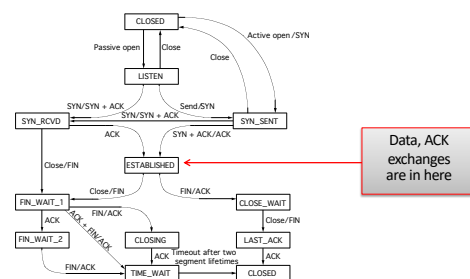 CLOSED
Active open /SYN
Passive open
Close
Close
LISTEN
SYN/SYN + ACK
Send /SYN
SYN/SYN + ACK
SYN_RCVD
SYN_SENT
ACK
SYN + ACK/ACK
Data, ACK
exchanges
are in here
Close /FIN
ESTABLISHED
Close /FIN
FIN/ACK
FIN_WAIT_1
CLOSE_WAIT
FIN/ACK
ACK
ACK + FIN/ACK
Close /FIN
FIN_WAIT_2
CLOSING
LAST_ACK
Timeout after two
segment lifetimes
ACK
ACK
FIN/ACK
TIME_WAIT
CLOSED